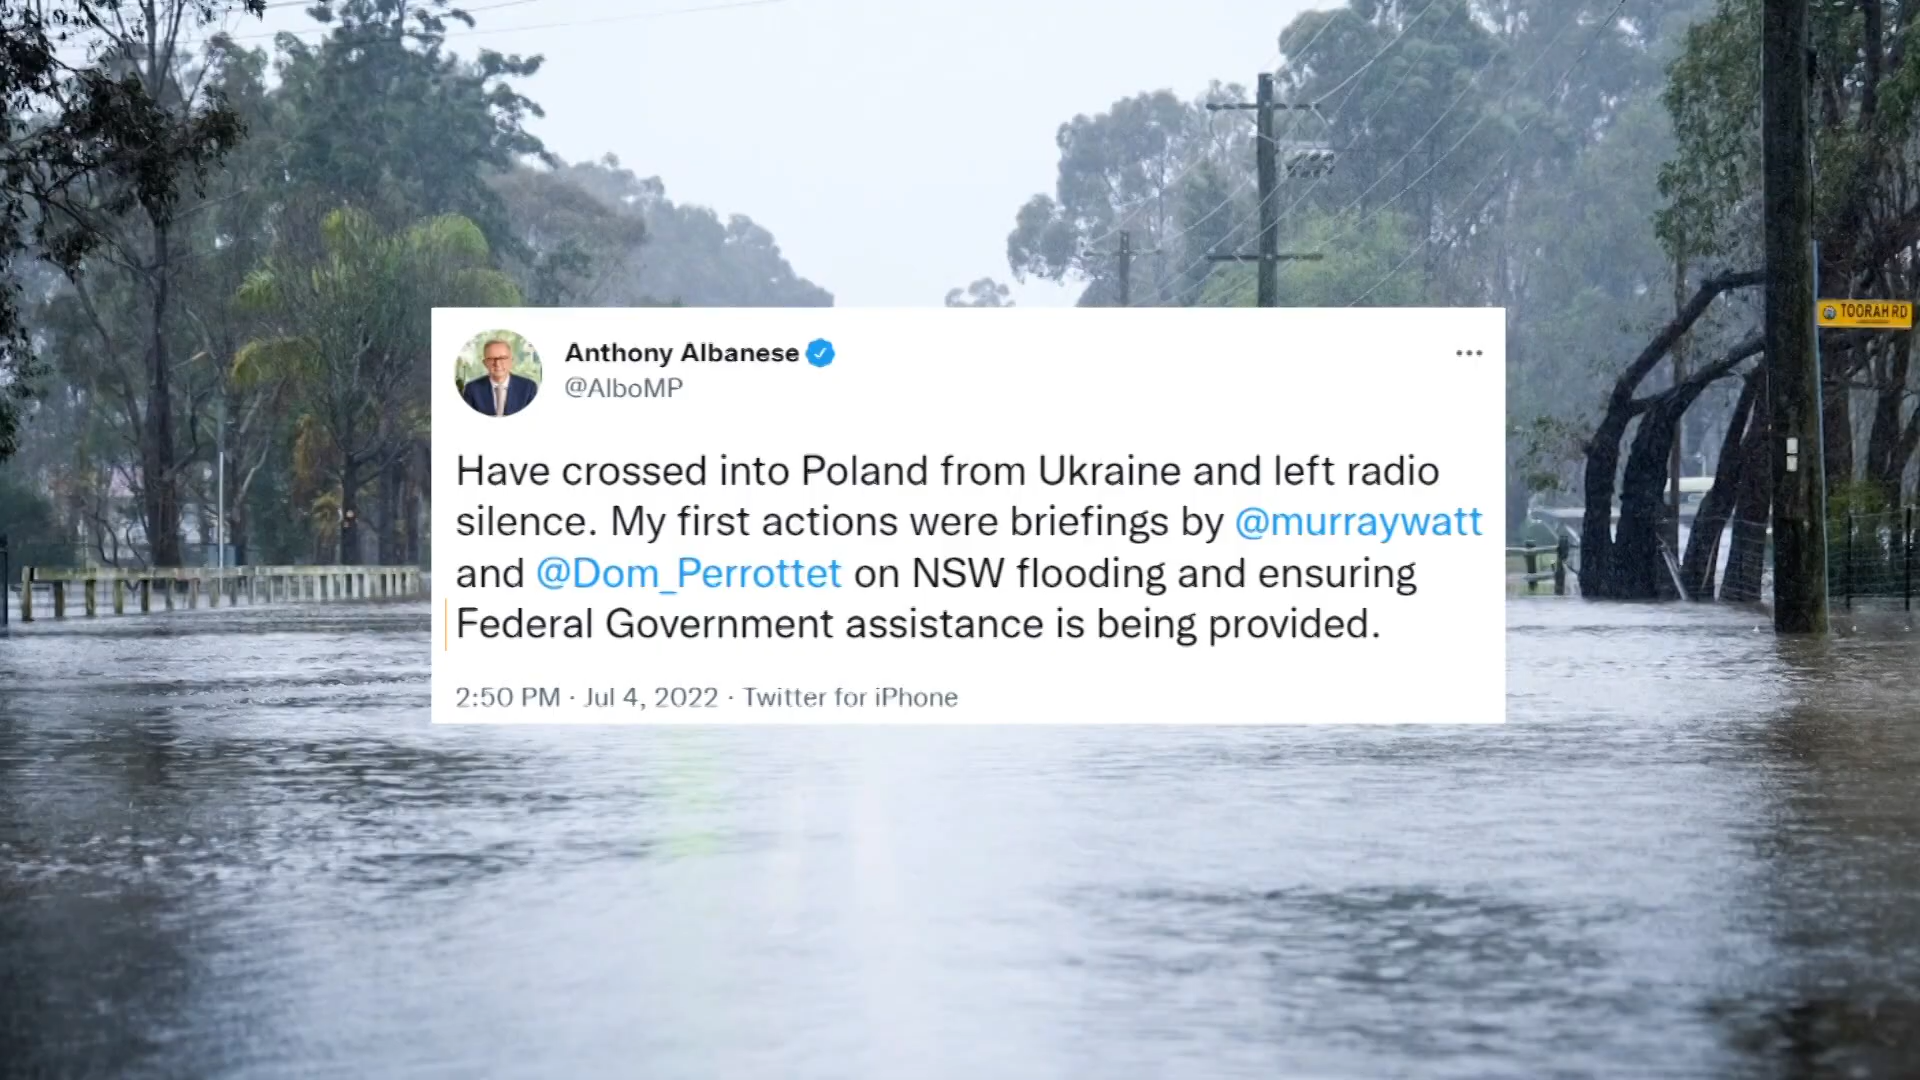 TOORAH RD
Anthony Albanese
@AlboMP
Have crossed into Poland from Ukraine and left radio
silence. My first actions were briefings by @murraywatt
and @Dom_Perrottet on NSW flooding and ensuring
Federal Government assistance is being provided.
2:50 PM · Jul 4, 2022 · Twitter for iPhone